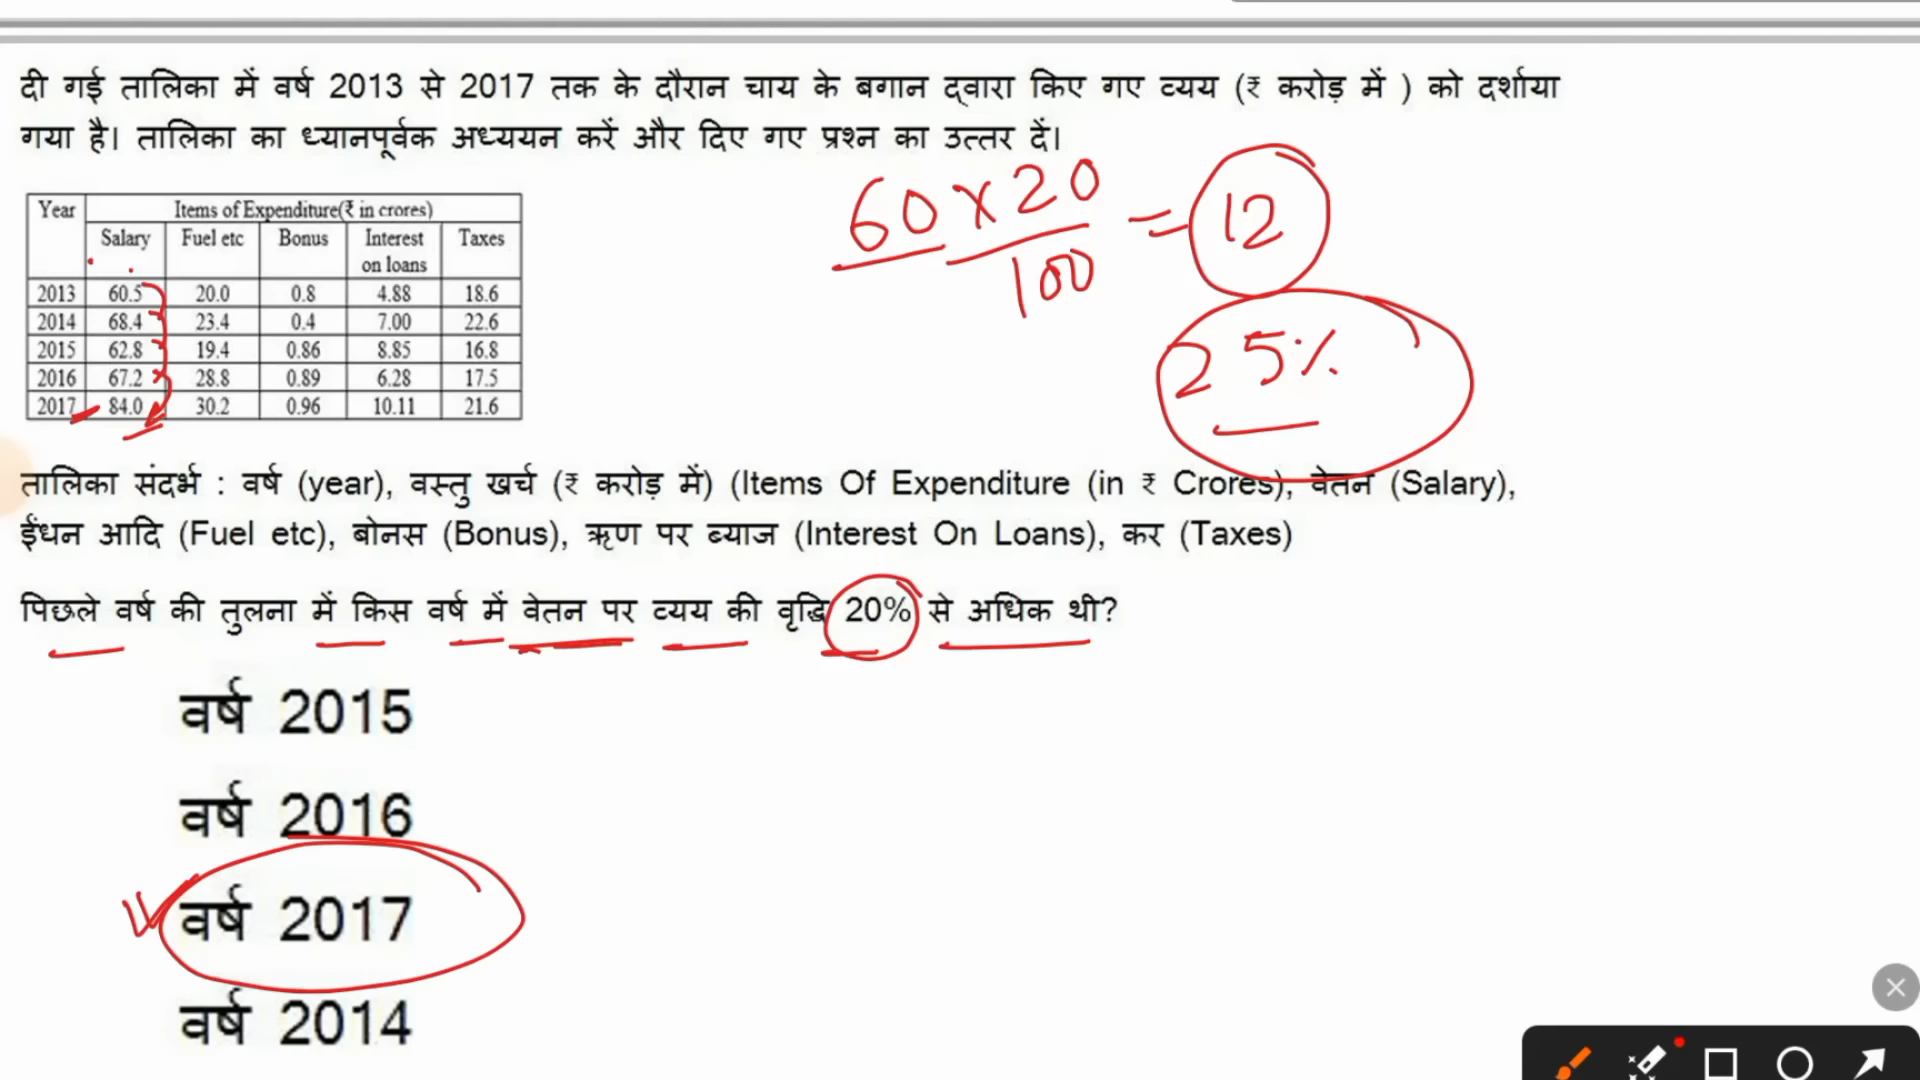 दी गई तालिका में वर्ष 2013 से 2017 तक के दौरान चाय के बगान द्वारा किए गए व्यय (₹ करोड़ में ) को दर्शाया
गया है। तालिका का ध्यानपूर्वक अध्ययन करें और दिए गए प्रश्न का उत्तर दें।
60 x 20
100
= 12
25%
Year Items of Expenditure(₹ in crores)
Salary Fuel etc Bonus Interest on loans Taxes
2013 60.5 20.0 0.8 4.88 18.6
2014 68.4 23.4 0.4 7.00 22.6
2015 62.8 19.4 0.86 8.85 16.8
2016 67.2 28.8 0.89 6.28 17.5
2017 84.0 30.2 0.96 10.11 21.6
तालिका संदर्भ : वर्ष (year), वस्तु खर्च (₹ करोड़ में) (Items Of Expenditure (in ₹ Crores), वेतन (Salary),
ईंधन आदि (Fuel etc), बोनस (Bonus), ऋण पर ब्याज (Interest On Loans), कर (Taxes)
पिछले वर्ष की तुलना में किस वर्ष में वेतन पर व्यय की वृद्धि 20% से अधिक थी?
वर्ष 2015
वर्ष 2016
वर्ष 2017
वर्ष 2014